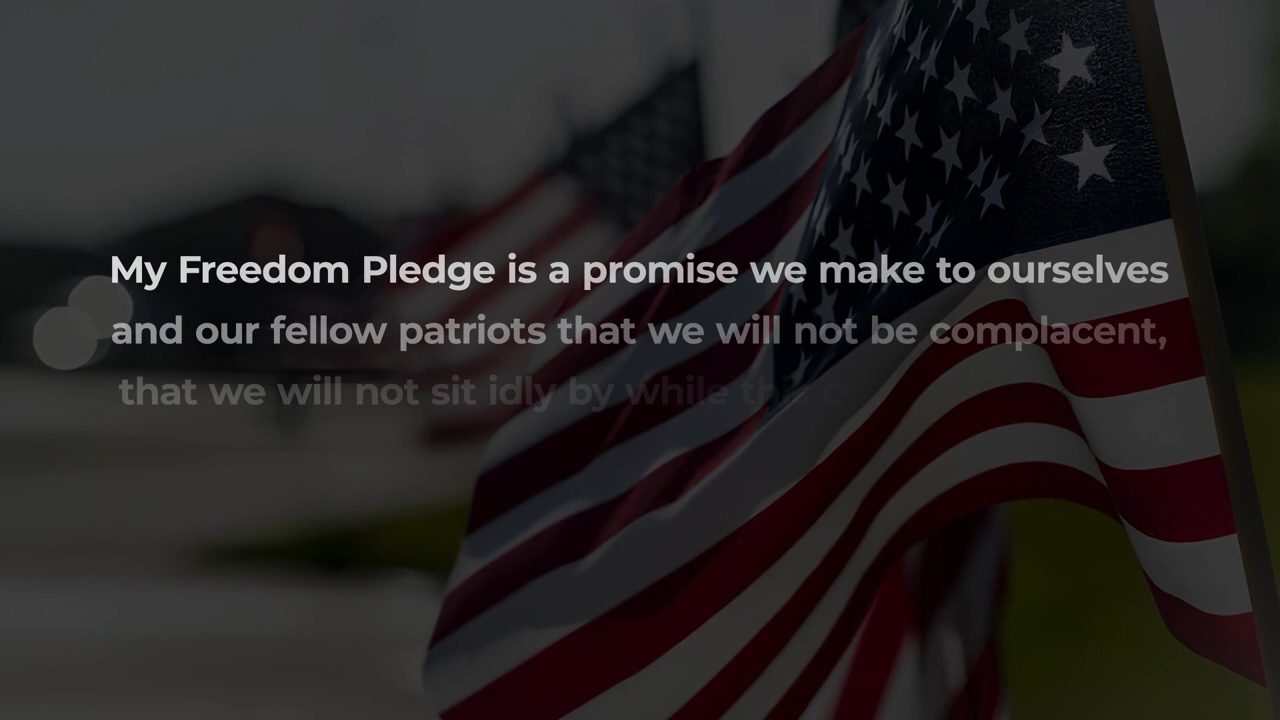 My Freedom Pledge is a promise we make to ourselves
and our fellow patriots that we will not be complacent,
that we will not sit idly by while this